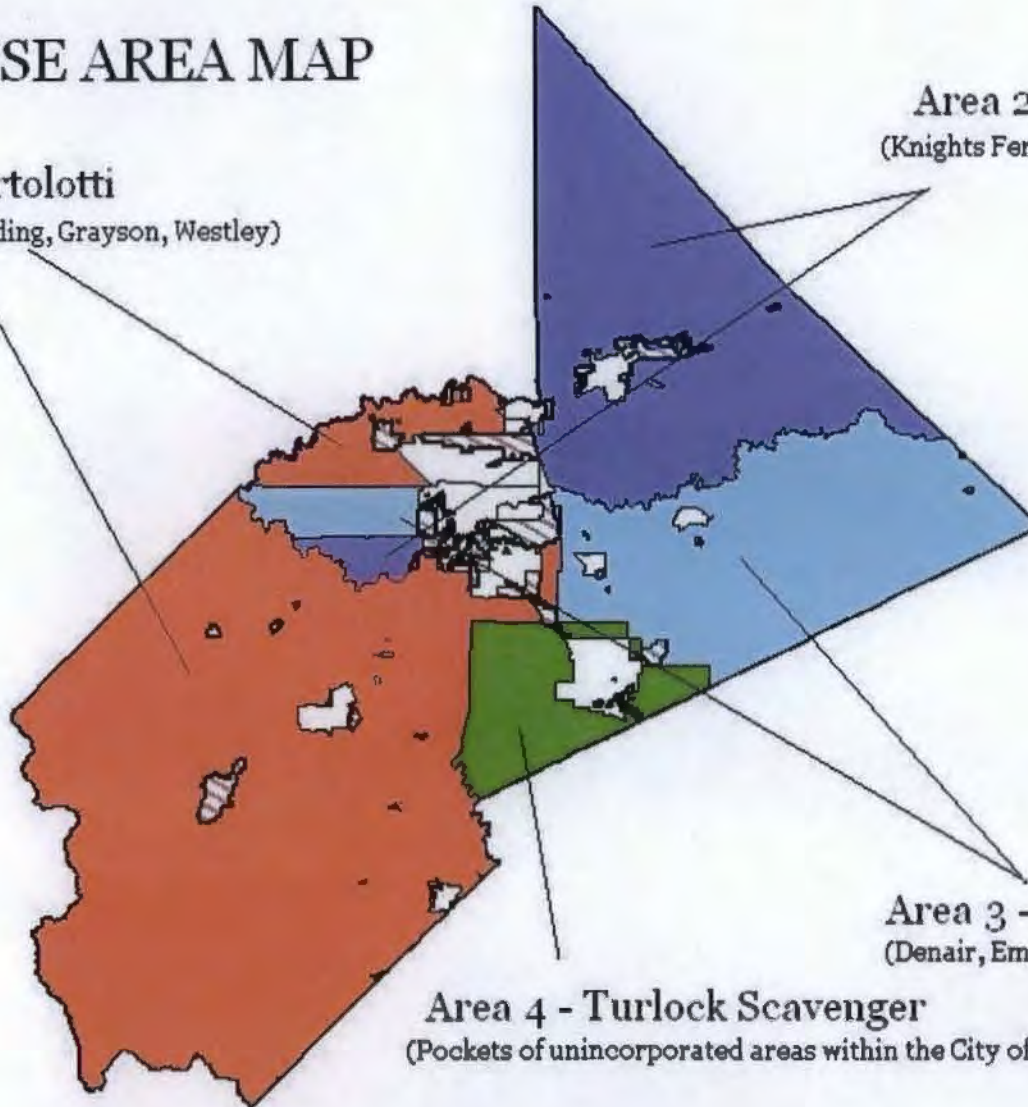 SE AREA MAP
Area 2
(Knights Fer
rtolotti
ding, Grayson, Westley)
Area 3 -
(Denair, Em
Area 4 - Turlock Scavenger
(Pockets of unincorporated areas within the City of